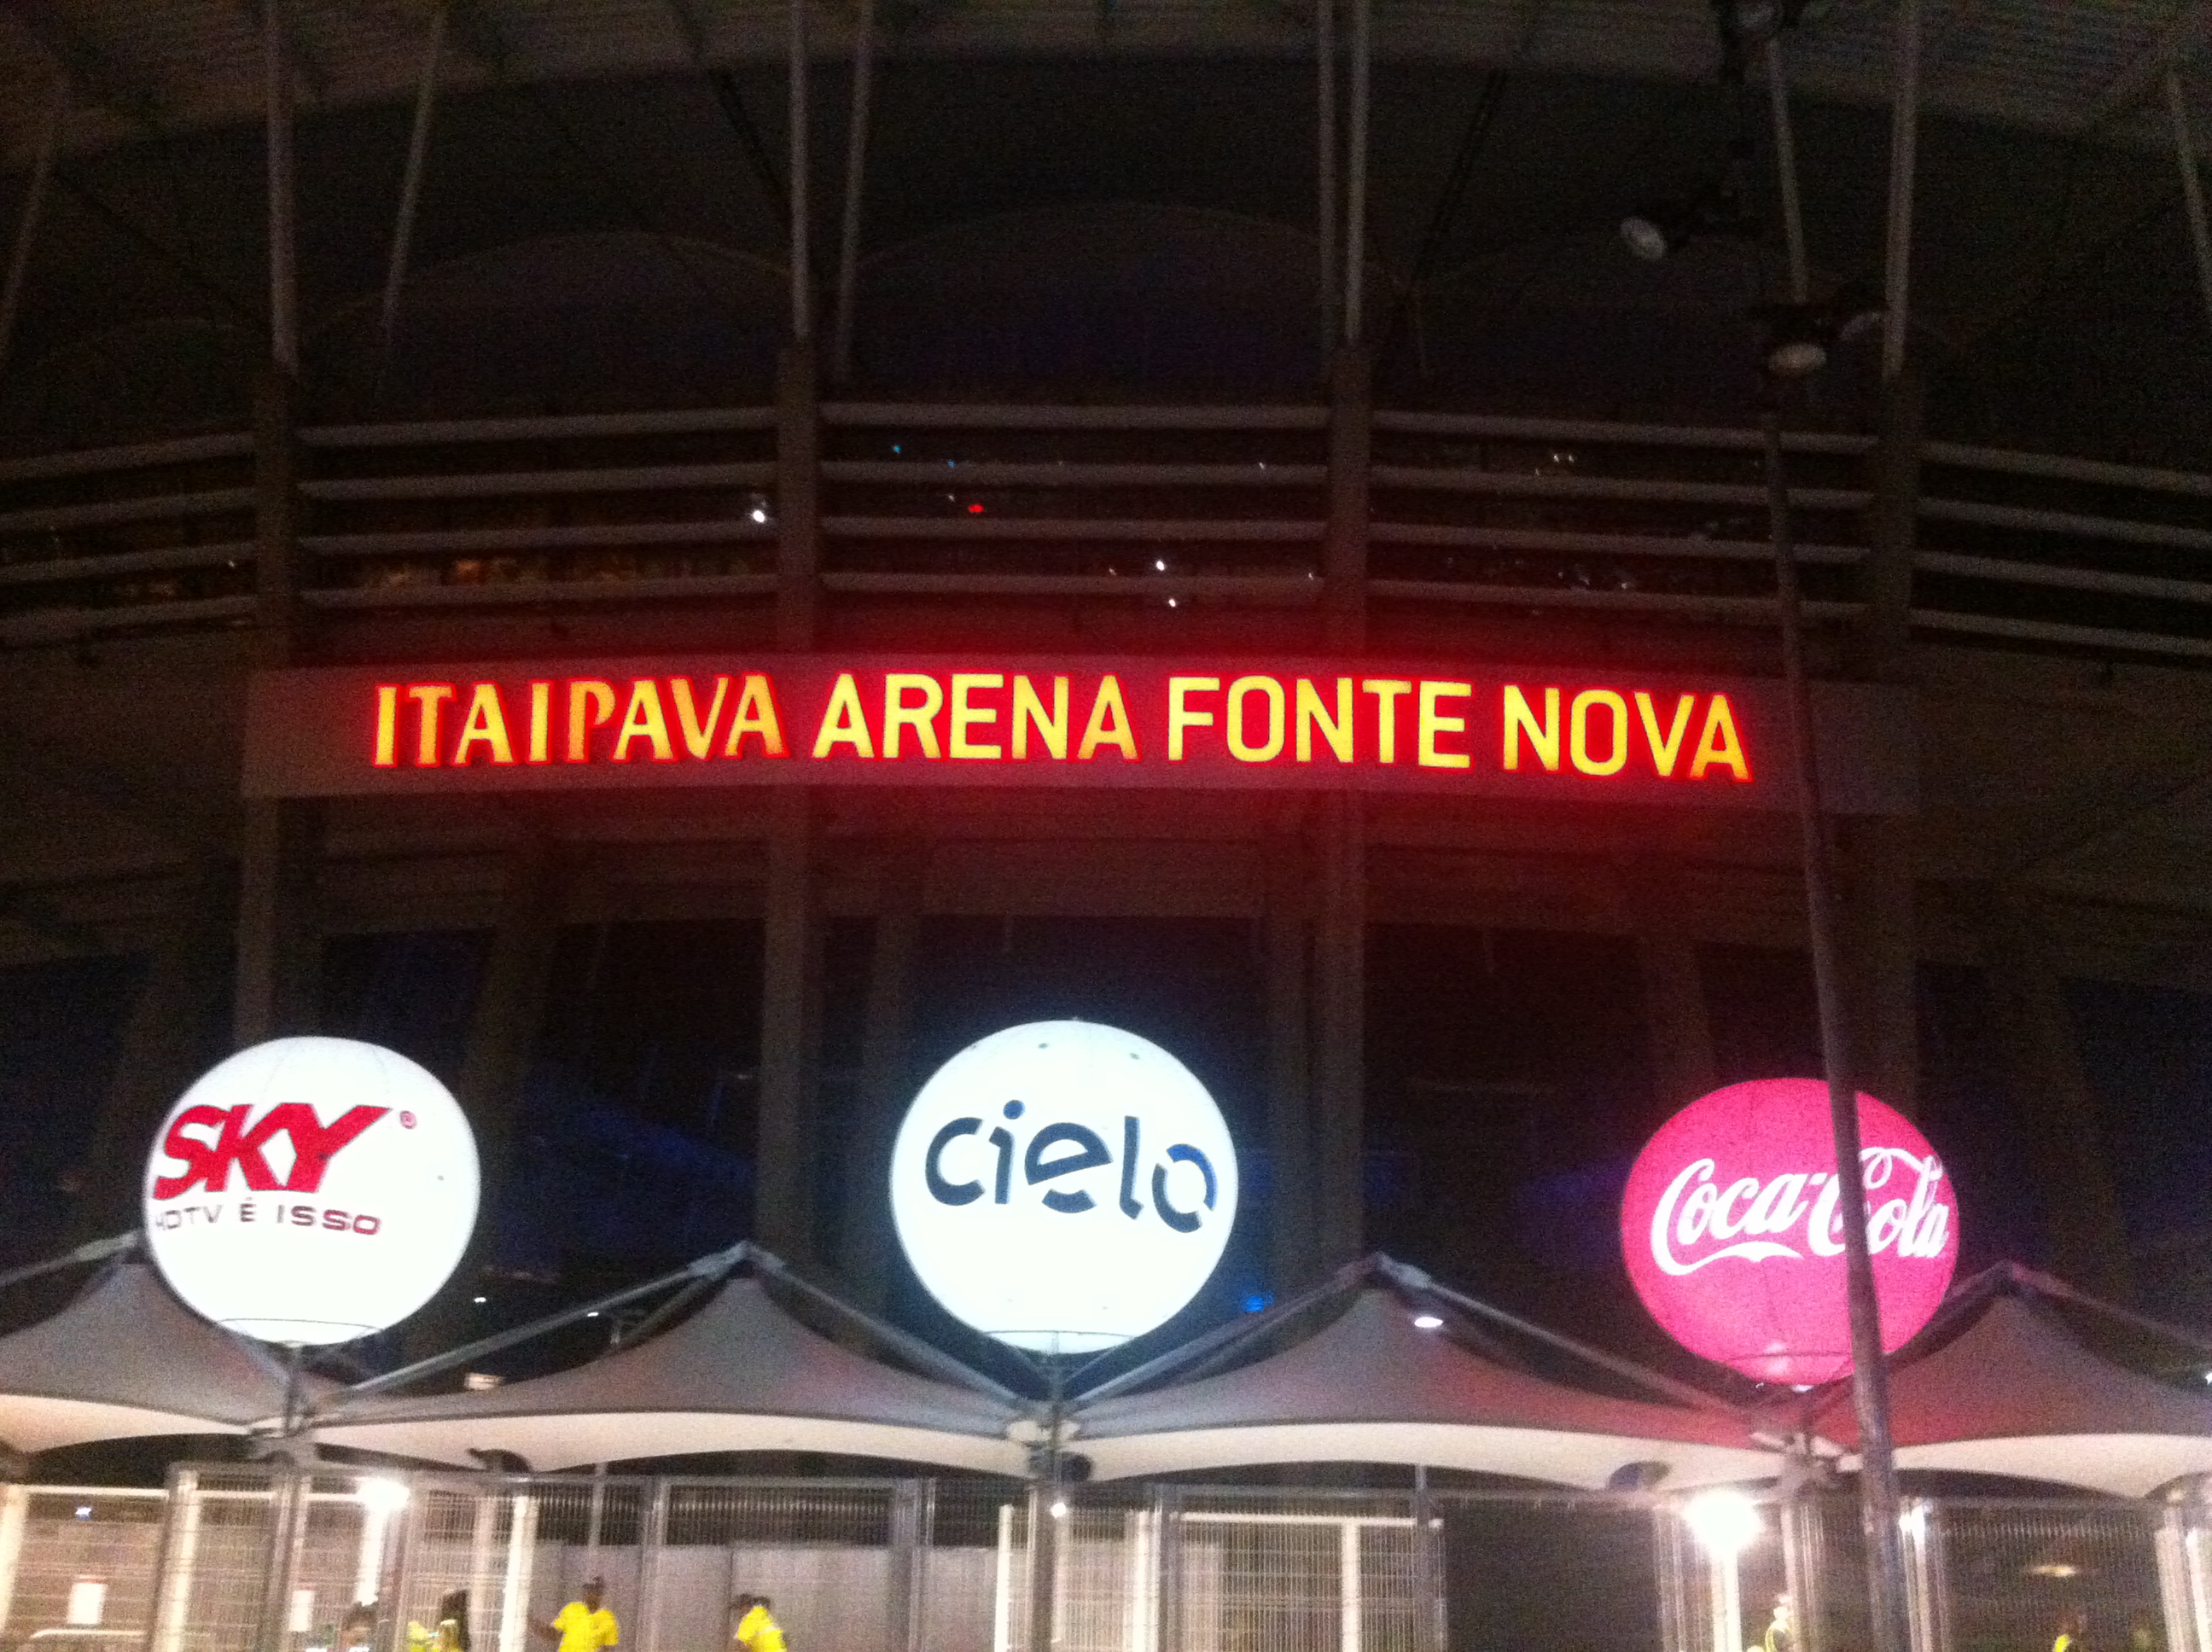 ITAIPAVA ARENA FONTE NOVA
SKY®
HDTV É ISSO
cielo
Coca-Cola